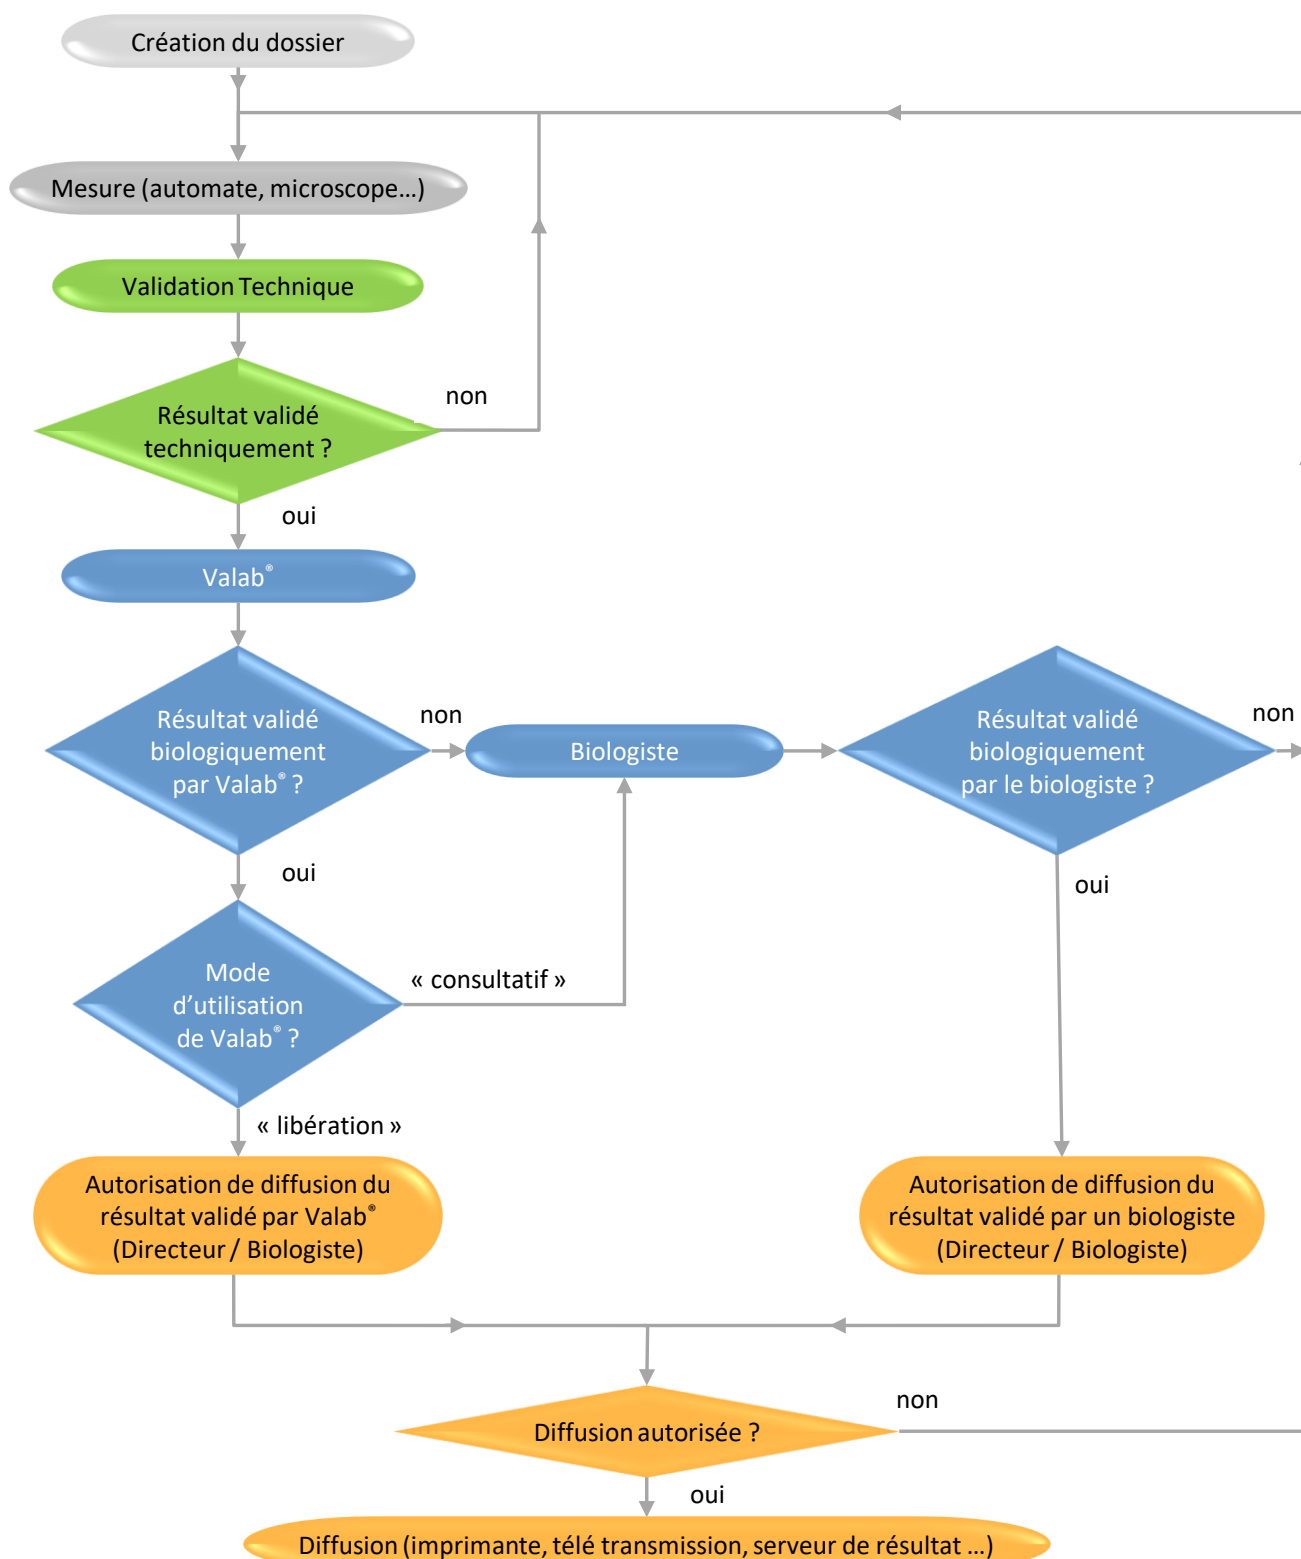 Création du dossier
Mesure (automate, microscope…)
Validation Technique
Résultat validé
techniquement ?
non
oui
Valab®
Résultat validé
biologiquement
par Valab® ?
non
Biologiste
Résultat validé
biologiquement
par le biologiste ?
non
oui
oui
Mode
d’utilisation
de Valab® ?
« consultatif »
« libération »
Autorisation de diffusion du
résultat validé par Valab®
(Directeur / Biologiste)
Autorisation de diffusion du
résultat validé par un biologiste
(Directeur / Biologiste)
Diffusion autorisée ?
non
oui
Diffusion (imprimante, télé transmission, serveur de résultat …)